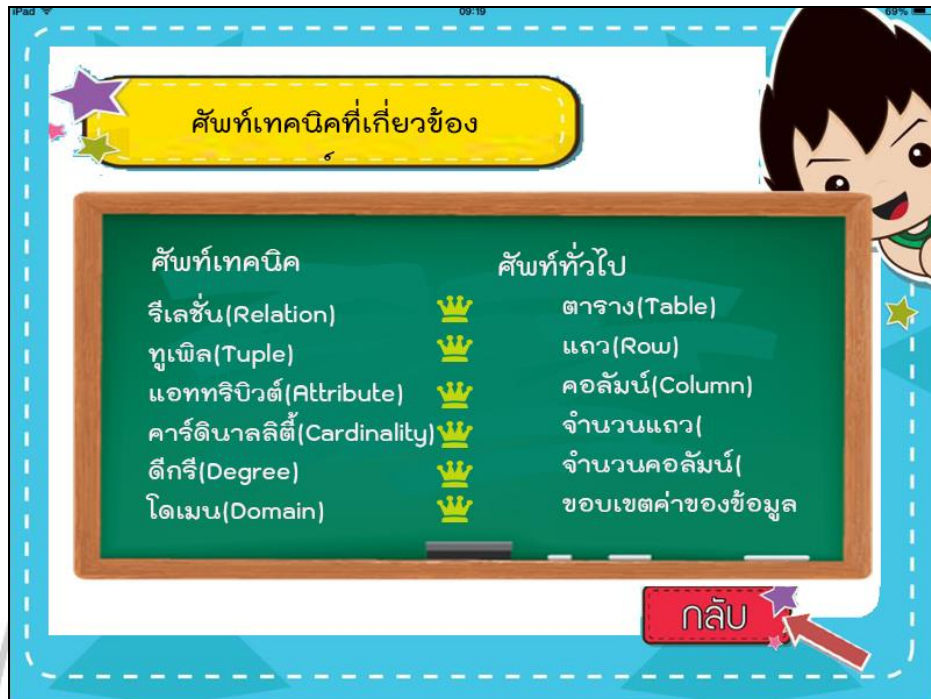 iPad 09:19 69%
ศัพท์เทคนิคที่เกี่ยวข้อง
ศัพท์เทคนิค ศัพท์ทั่วไป
รีเลชั่น(Relation) ตาราง(Table)
ทูเพิล(Tuple) แถว(Row)
แอททริบิวต์(Attribute) คอลัมน์(Column)
คาร์ดินาลลิตี้(Cardinality) จำนวนแถว(
ดีกรี(Degree) จำนวนคอลัมน์(
โดเมน(Domain) ขอบเขตค่าของข้อมูล
กลับ